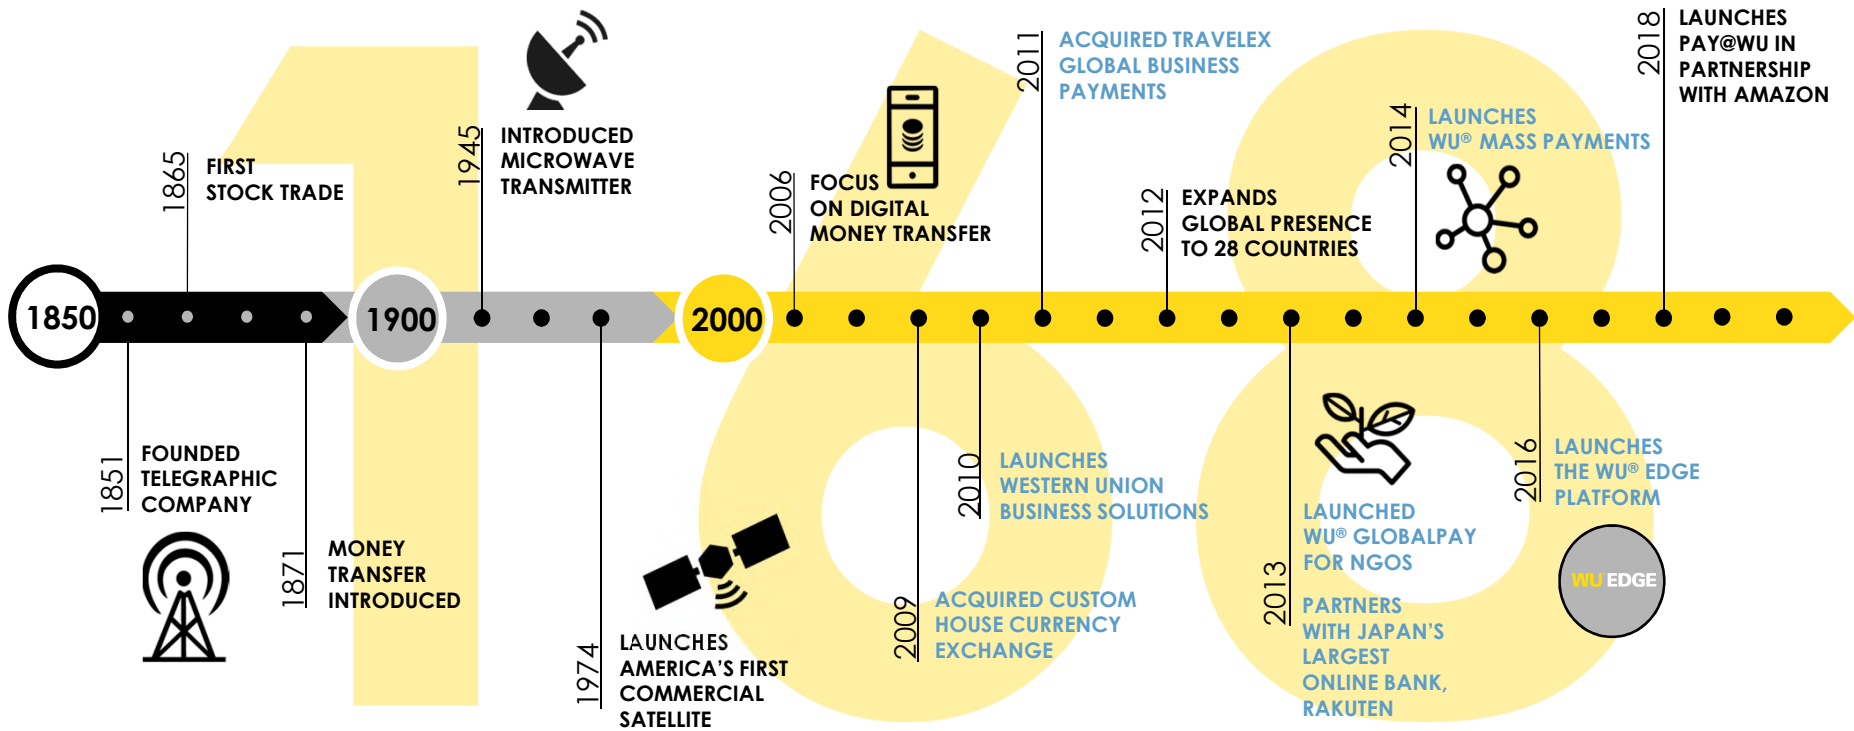 1850
1851
FOUNDED
TELEGRAPHIC
COMPANY
1865
FIRST
STOCK TRADE
1871
MONEY
TRANSFER
INTRODUCED
1900
1945
INTRODUCED
MICROWAVE
TRANSMITTER
1974
LAUNCHES
AMERICA'S FIRST
COMMERCIAL
SATELLITE
2000
2006
FOCUS
ON DIGITAL
MONEY TRANSFER
2009
ACQUIRED CUSTOM
HOUSE CURRENCY
EXCHANGE
2010
LAUNCHES
WESTERN UNION
BUSINESS SOLUTIONS
2011
ACQUIRED TRAVELEX
GLOBAL BUSINESS
PAYMENTS
2012
EXPANDS
GLOBAL PRESENCE
TO 28 COUNTRIES
2013
LAUNCHED
WU® GLOBALPAY
FOR NGOS
PARTNERS
WITH JAPAN'S
LARGEST
ONLINE BANK,
RAKUTEN
2014
LAUNCHES
WU® MASS PAYMENTS
2016
LAUNCHES
THE WU® EDGE
PLATFORM
WU EDGE
2018
LAUNCHES
PAY@WU IN
PARTNERSHIP
WITH AMAZON
168